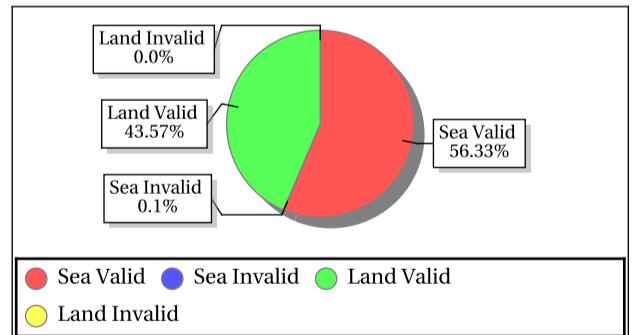 Land Invalid
0.0%
Land Valid
43.57%
Sea Valid
56.33%
Sea Invalid
0.1%
Sea Valid Sea Invalid Land Valid
Land Invalid